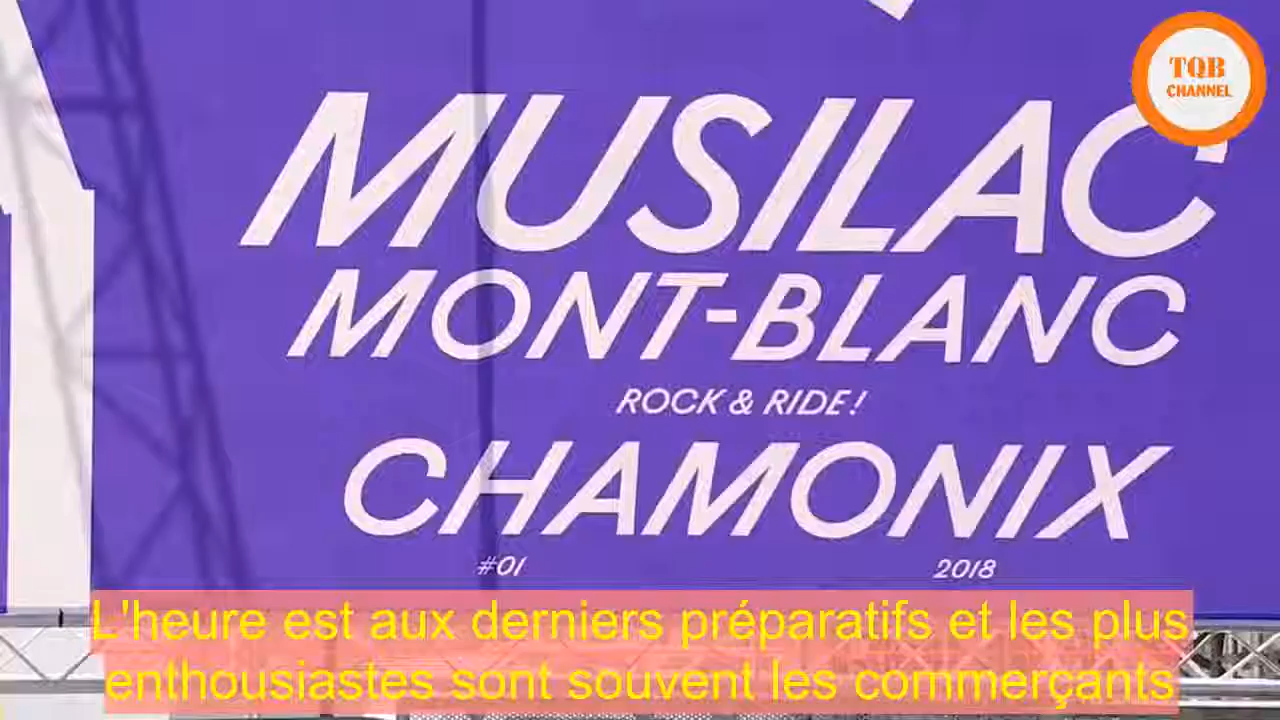 TQB
CHANNEL
MUSILAC
MONT-BLANC
ROCK & RIDE!
CHAMONIX
#01 2018
L'heure est aux derniers préparatifs et les plus
enthousiastes sont souvent les commerçants